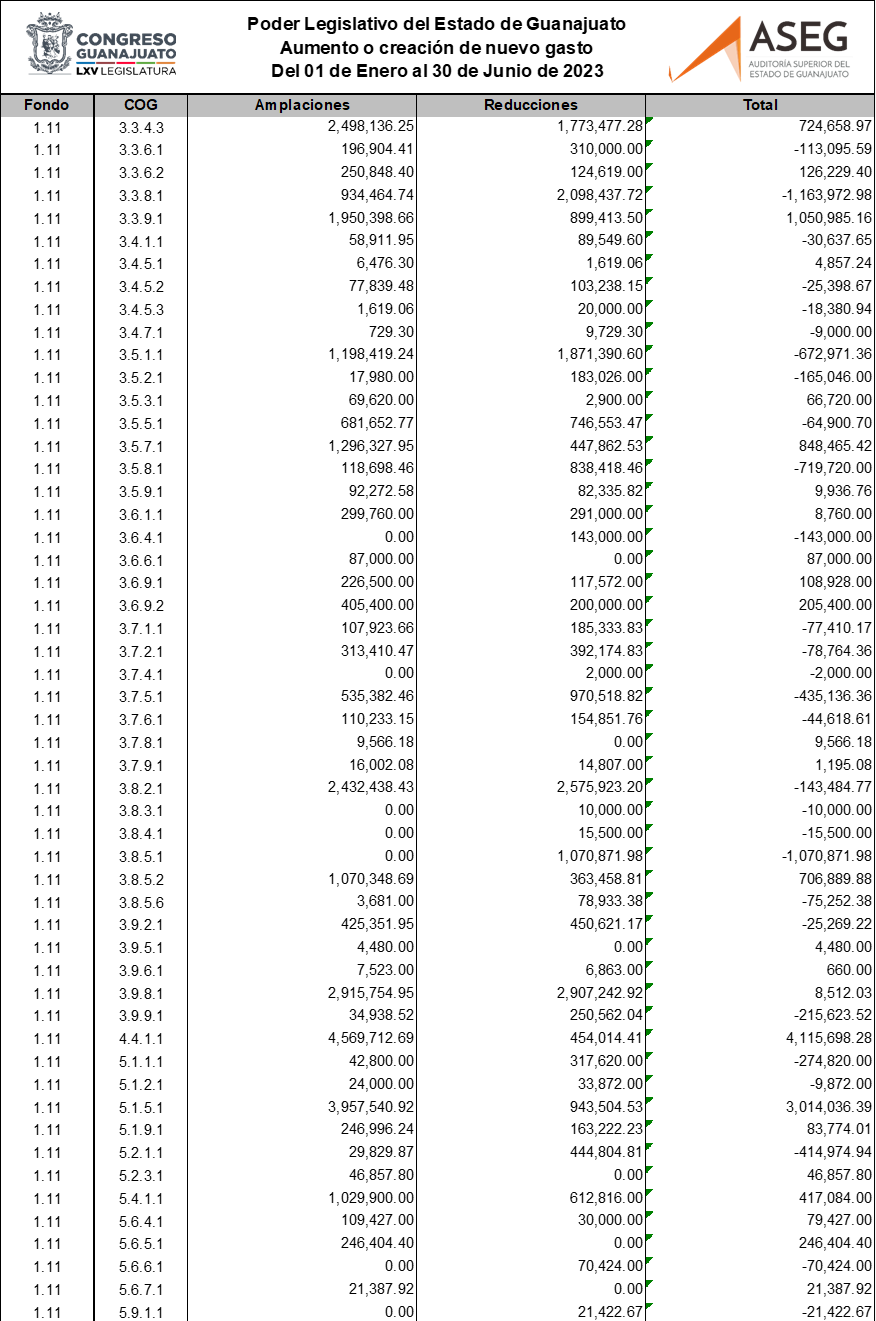 CONGRESO
GUANAJUATO
LXV LEGISLATURA
Poder Legislativo del Estado de Guanajuato
Aumento o creación de nuevo gasto
Del 01 de Enero al 30 de Junio de 2023
ASEG
AUDITORÍA SUPERIOR DEL
ESTADO DE GUANAJUATO
Fondo COG Amplaciones Reducciones Total
1.11 3.3.4.3 2,498,136.25 1,773,477.28 724,658.97
1.11 3.3.6.1 196,904.41 310,000.00 -113,095.59
1.11 3.3.6.2 250,848.40 124,619.00 126,229.40
1.11 3.3.8.1 934,464.74 2,098,437.72 -1,163,972.98
1.11 3.3.9.1 1,950,398.66 899,413.50 1,050,985.16
1.11 3.4.1.1 58,911.95 89,549.60 -30,637.65
1.11 3.4.5.1 6,476.30 1,619.06 4,857.24
1.11 3.4.5.2 77,839.48 103,238.15 -25,398.67
1.11 3.4.5.3 1,619.06 20,000.00 -18,380.94
1.11 3.4.7.1 729.30 9,729.30 -9,000.00
1.11 3.5.1.1 1,198,419.24 1,871,390.60 -672,971.36
1.11 3.5.2.1 17,980.00 183,026.00 -165,046.00
1.11 3.5.3.1 69,620.00 2,900.00 66,720.00
1.11 3.5.5.1 681,652.77 746,553.47 -64,900.70
1.11 3.5.7.1 1,296,327.95 447,862.53 848,465.42
1.11 3.5.8.1 118,698.46 838,418.46 -719,720.00
1.11 3.5.9.1 92,272.58 82,335.82 9,936.76
1.11 3.6.1.1 299,760.00 291,000.00 8,760.00
1.11 3.6.4.1 0.00 143,000.00 -143,000.00
1.11 3.6.6.1 87,000.00 0.00 87,000.00
1.11 3.6.9.1 226,500.00 117,572.00 108,928.00
1.11 3.6.9.2 405,400.00 200,000.00 205,400.00
1.11 3.7.1.1 107,923.66 185,333.83 -77,410.17
1.11 3.7.2.1 313,410.47 392,174.83 -78,764.36
1.11 3.7.4.1 0.00 2,000.00 -2,000.00
1.11 3.7.5.1 535,382.46 970,518.82 -435,136.36
1.11 3.7.6.1 110,233.15 154,851.76 -44,618.61
1.11 3.7.8.1 9,566.18 0.00 9,566.18
1.11 3.7.9.1 16,002.08 14,807.00 1,195.08
1.11 3.8.2.1 2,432,438.43 2,575,923.20 -143,484.77
1.11 3.8.3.1 0.00 10,000.00 -10,000.00
1.11 3.8.4.1 0.00 15,500.00 -15,500.00
1.11 3.8.5.1 0.00 1,070,871.98 -1,070,871.98
1.11 3.8.5.2 1,070,348.69 363,458.81 706,889.88
1.11 3.8.5.6 3,681.00 78,933.38 -75,252.38
1.11 3.9.2.1 425,351.95 450,621.17 -25,269.22
1.11 3.9.5.1 4,480.00 0.00 4,480.00
1.11 3.9.6.1 7,523.00 6,863.00 660.00
1.11 3.9.8.1 2,915,754.95 2,907,242.92 8,512.03
1.11 3.9.9.1 34,938.52 250,562.04 -215,623.52
1.11 4.4.1.1 4,569,712.69 454,014.41 4,115,698.28
1.11 5.1.1.1 42,800.00 317,620.00 -274,820.00
1.11 5.1.2.1 24,000.00 33,872.00 -9,872.00
1.11 5.1.5.1 3,957,540.92 943,504.53 3,014,036.39
1.11 5.1.9.1 246,996.24 163,222.23 83,774.01
1.11 5.2.1.1 29,829.87 444,804.81 -414,974.94
1.11 5.2.3.1 46,857.80 0.00 46,857.80
1.11 5.4.1.1 1,029,900.00 612,816.00 417,084.00
1.11 5.6.4.1 109,427.00 30,000.00 79,427.00
1.11 5.6.5.1 246,404.40 0.00 246,404.40
1.11 5.6.6.1 0.00 70,424.00 -70,424.00
1.11 5.6.7.1 21,387.92 0.00 21,387.92
1.11 5.9.1.1 0.00 21,422.67 -21,422.67